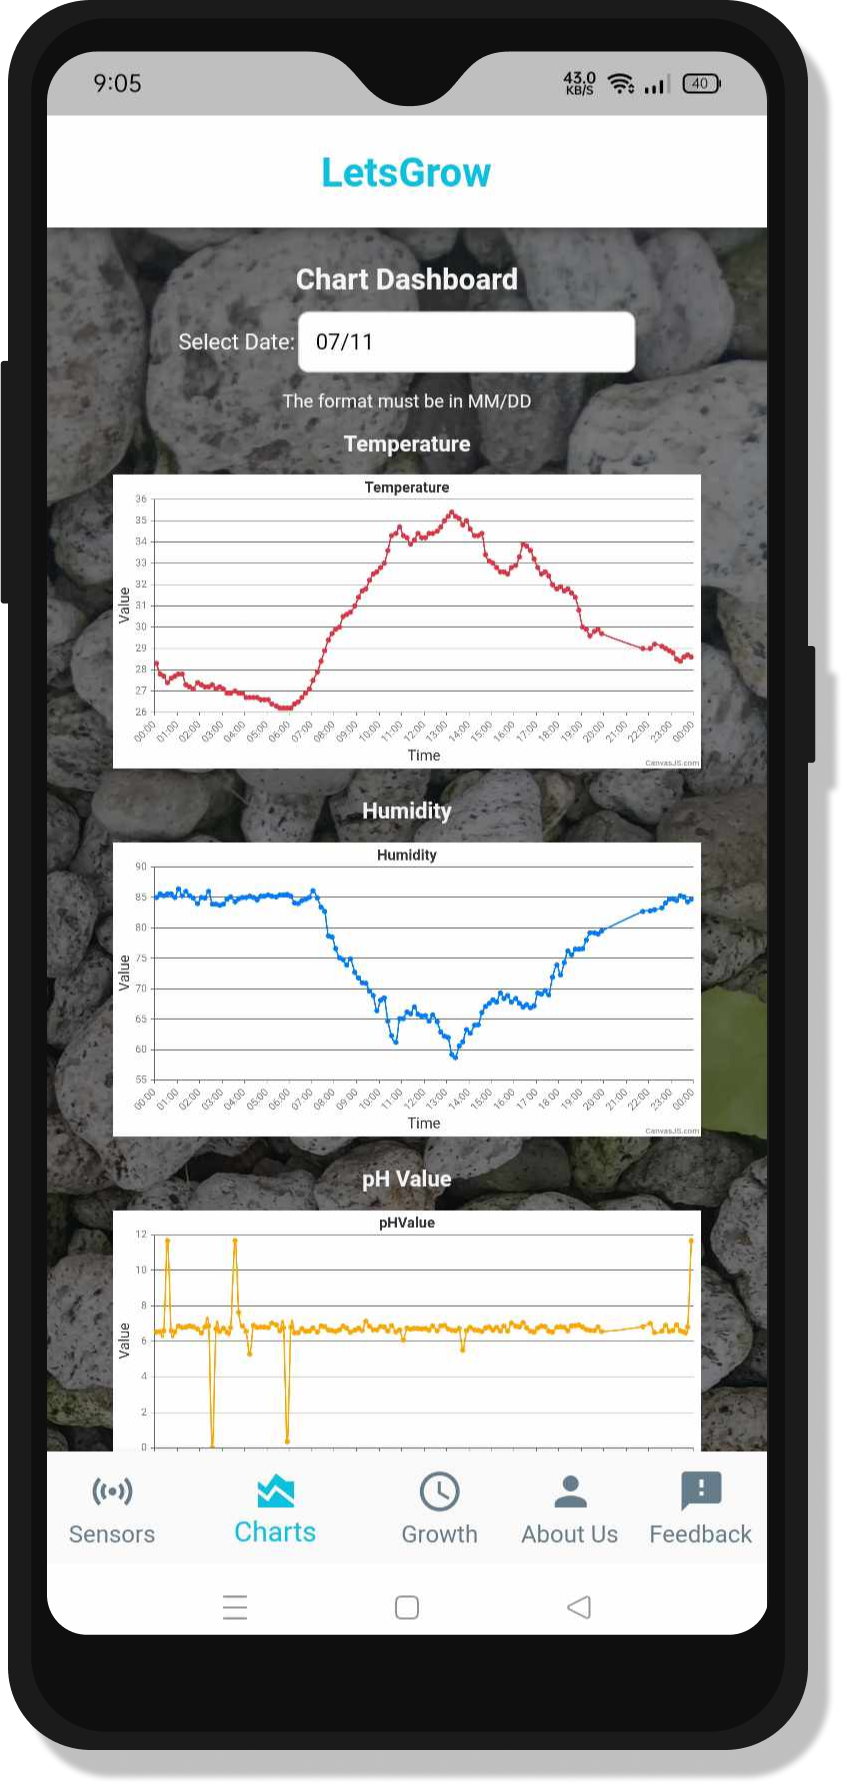 9:05
43.0
KB/S
40
LetsGrow
Chart Dashboard
Select Date: 07/11
The format must be in MM/DD
Temperature
Temperature
36
35
34
33
32
31
30
29
28
27
26
Value
00:00 01:00 02:00 03:00 04:00 05:00 06:00 07:00 08:00 09:00 10:00 11:00 12:00 13:00 14:00 15:00 16:00 17:00 18:00 19:00 20:00 21:00 22:00 23:00 00:00
Time
CanvasJS.com
Humidity
Humidity
90
85
80
75
70
65
60
55
Value
00:00 01:00 02:00 03:00 04:00 05:00 06:00 07:00 08:00 09:00 10:00 11:00 12:00 13:00 14:00 15:00 16:00 17:00 18:00 19:00 20:00 21:00 22:00 23:00 00:00
Time
CanvasJS.com
pH Value
pHValue
12
10
8
6
4
2
0
Value
Sensors
Charts
Growth
About Us
Feedback